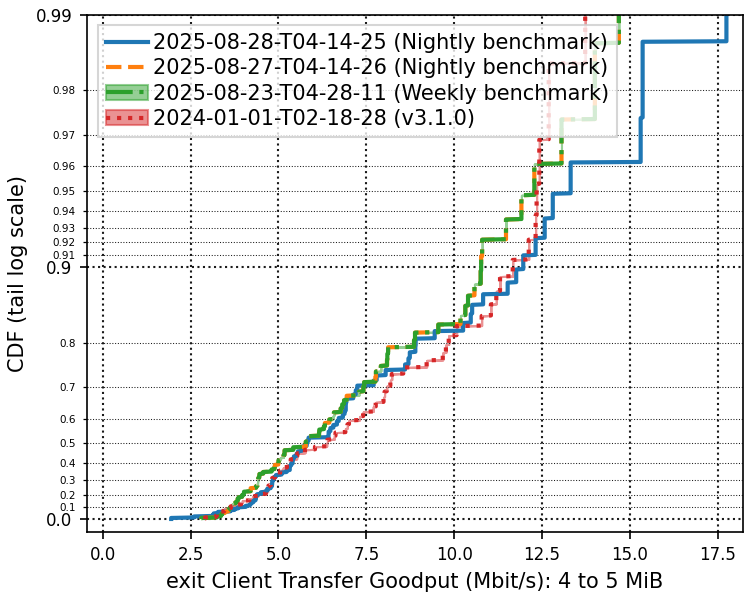 0.99
2025-08-28-T04-14-25 (Nightly benchmark)
2025-08-27-T04-14-26 (Nightly benchmark)
2025-08-23-T04-28-11 (Weekly benchmark)
2024-01-01-T02-18-28 (v3.1.0)
0.98
0.97
0.96
0.95
0.94
0.93
0.92
0.91
0.9
0.8
0.7
0.6
0.5
0.4
0.3
0.2
0.1
0.0
CDF (tail log scale)
0.0 2.5 5.0 7.5 10.0 12.5 15.0 17.5
exit Client Transfer Goodput (Mbit/s): 4 to 5 MiB